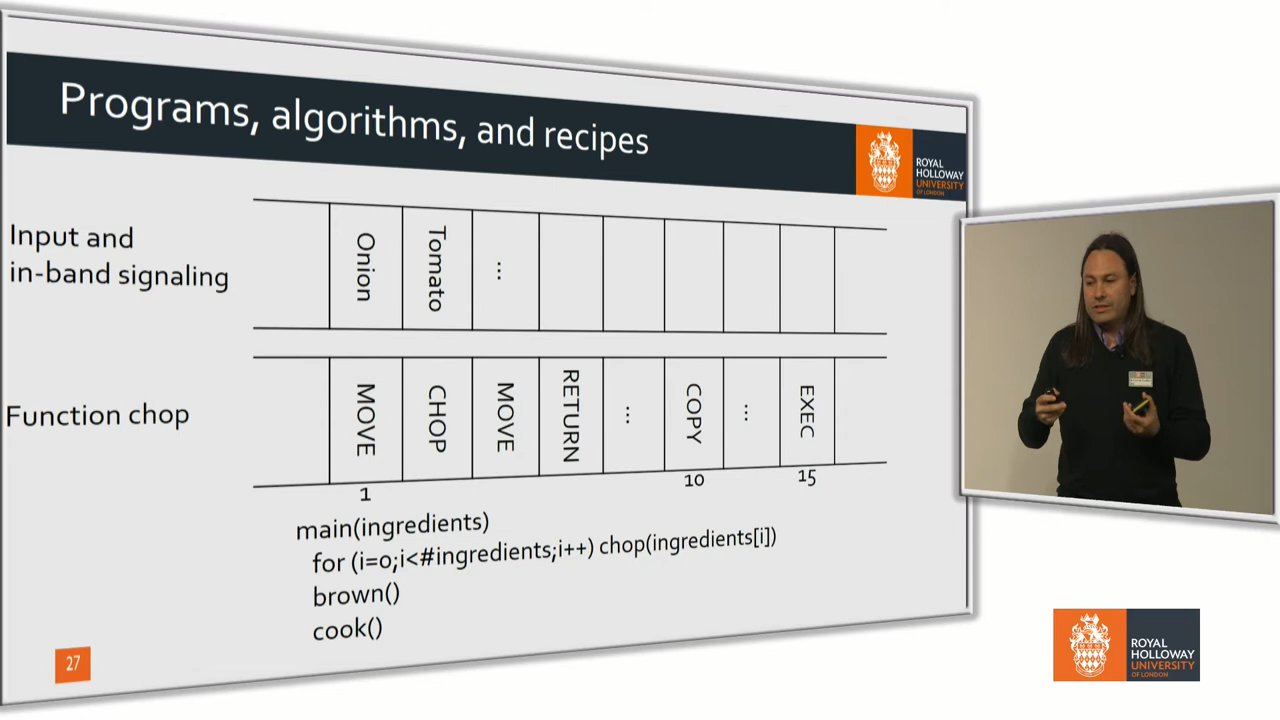 Programs, algorithms, and recipes
ROYAL
HOLLOWAY
UNIVERSITY
OF LONDON
Input and
in-band signaling
Onion
Tomato
...
Function chop
MOVE
CHOP
MOVE
RETURN
...
COPY
...
EXEC
1
10
15
main(ingredients)
for (i=0;i<#ingredients;i++) chop(ingredients[i])
brown()
cook()
27
ROYAL
HOLLOWAY
UNIVERSITY
OF LONDON